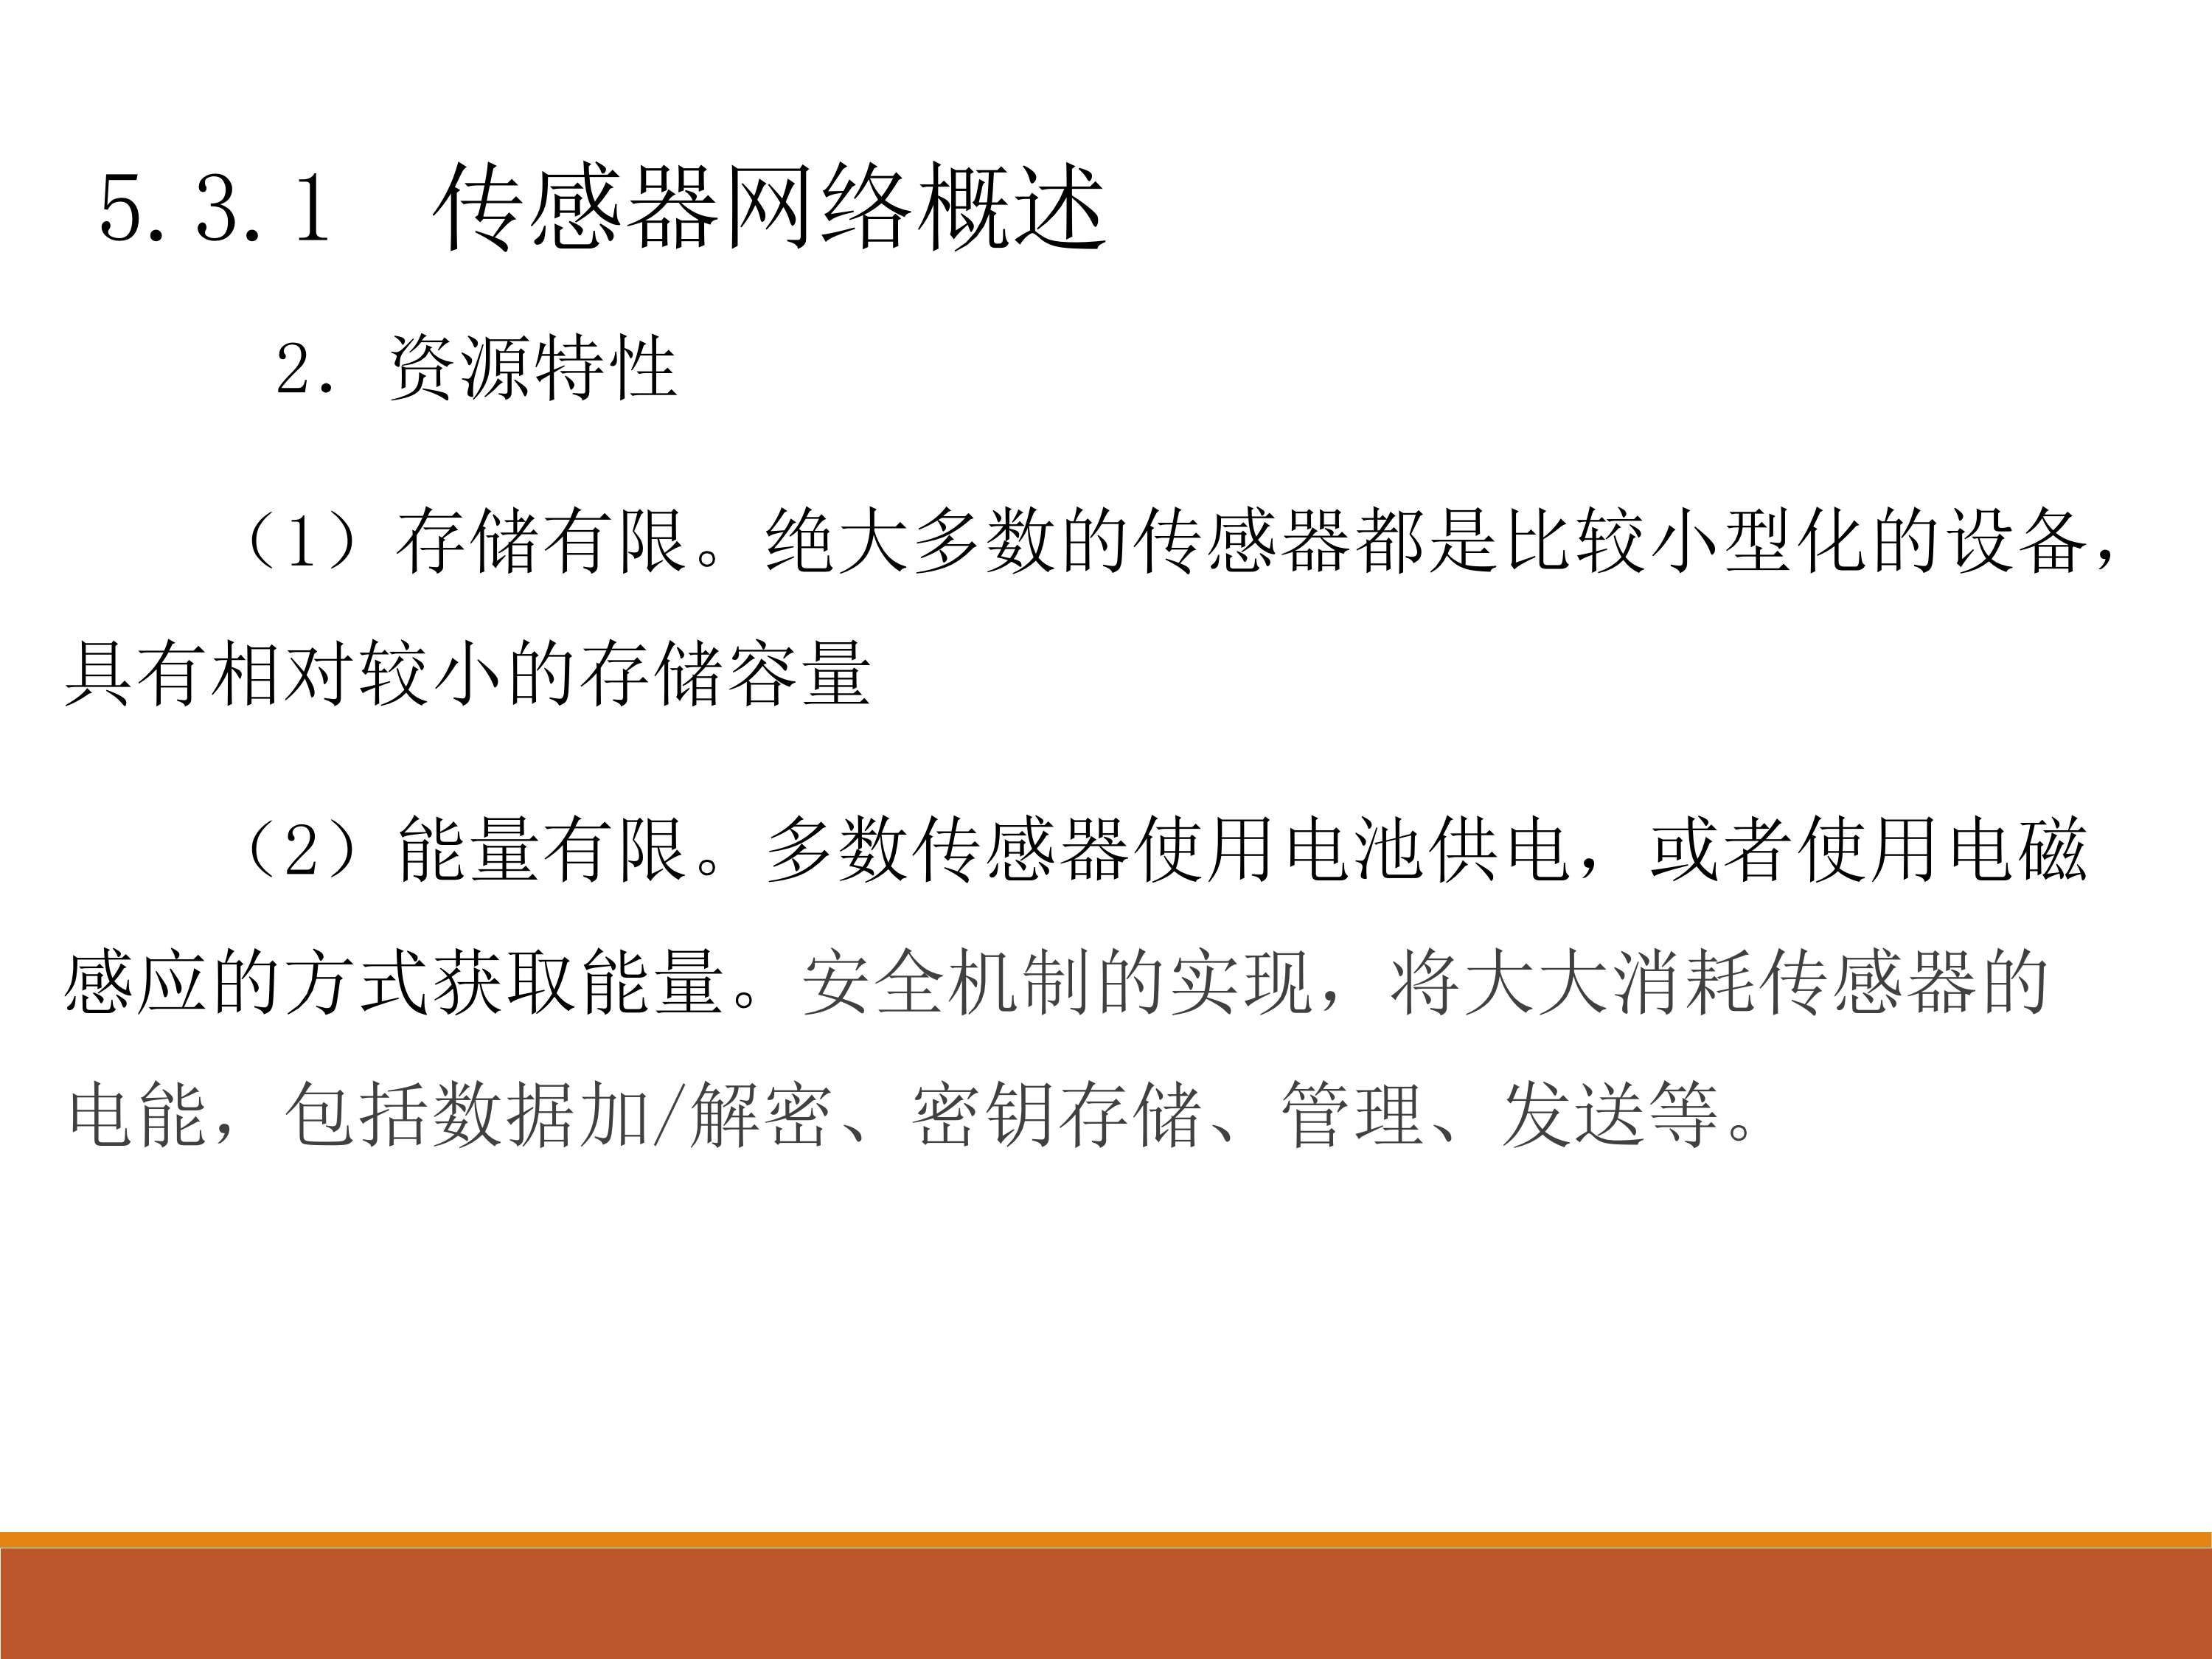 5.3.1 传感器网络概述
2. 资源特性
（1）存储有限。绝大多数的传感器都是比较小型化的设备，
具有相对较小的存储容量
（2）能量有限。多数传感器使用电池供电，或者使用电磁
感应的方式获取能量。安全机制的实现，将大大消耗传感器的
电能，包括数据加/解密、密钥存储、管理、发送等。